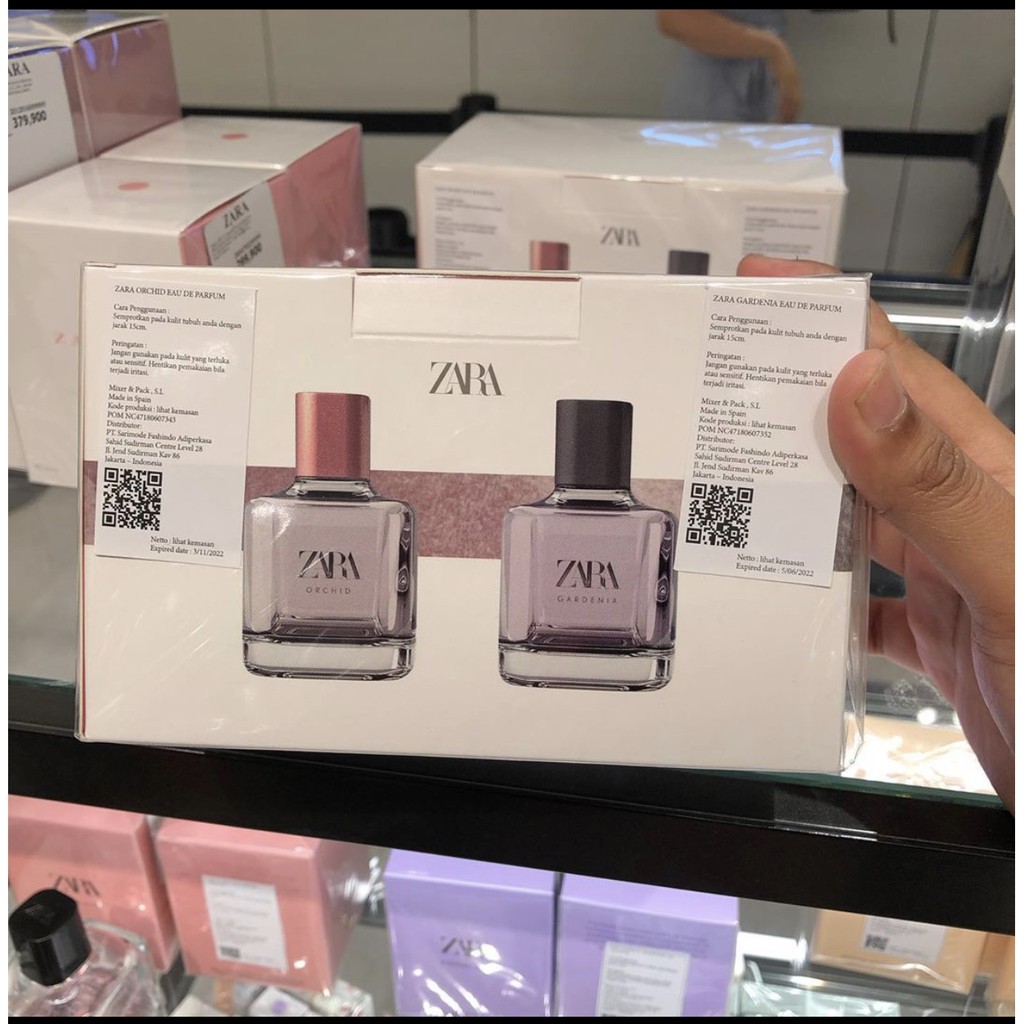 ARA
379,900
ZARA
399,900
ZARA
ZARA ORCHID EAU DE PARFUM
Cara Penggunaan :
Semprotkan pada kulit tubuh anda dengan
jarak 15cm.
Peringatan :
Jangan gunakan pada kulit yang terluka
atau sensitif. Hentikan pemakaian bila
terjadi iritasi.
Mixer & Pack , S.L
Made in Spain
Kode produksi : lihat kemasan
POM NC47180607343
Distributor:
PT. Sarimode Fashindo Adiperkasa
Sahid Sudirman Centre Level 28
Jl. Jend Sudirman Kav 86
Jakarta – Indonesia
Netto : lihat kemasan
Expired date : 3/11/2022
ZARA
ZARA
ORCHID
ZARA
GARDENIA
ZARA GARDENIA EAU DE PARFUM
Cara Penggunaan :
Semprotkan pada kulit tubuh anda dengan
jarak 15cm.
Peringatan :
Jangan gunakan pada kulit yang terluka
atau sensitif. Hentikan pemakaian bila
terjadi iritasi.
Mixer & Pack , S.L
Made in Spain
Kode produksi : lihat kemasan
POM NC47180607352
Distributor:
PT. Sarimode Fashindo Adiperkasa
Sahid Sudirman Centre Level 28
Jl. Jend Sudirman Kav 86
Jakarta – Indonesia
Netto : lihat kemasan
Expired date : 5/06/2022
ZARA
ZARA